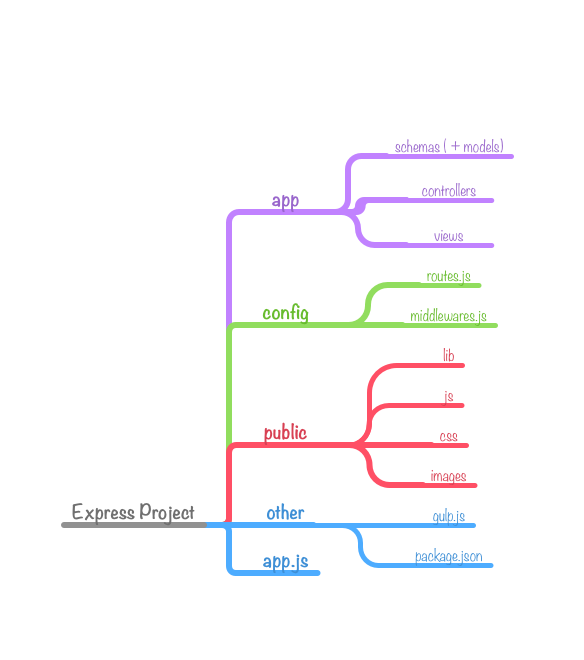 schemas ( + models)
controllers
app
views
routes.js
config
middlewares.js
lib
js
public
css
images
Express Project
other
gulp.js
app.js
package.json